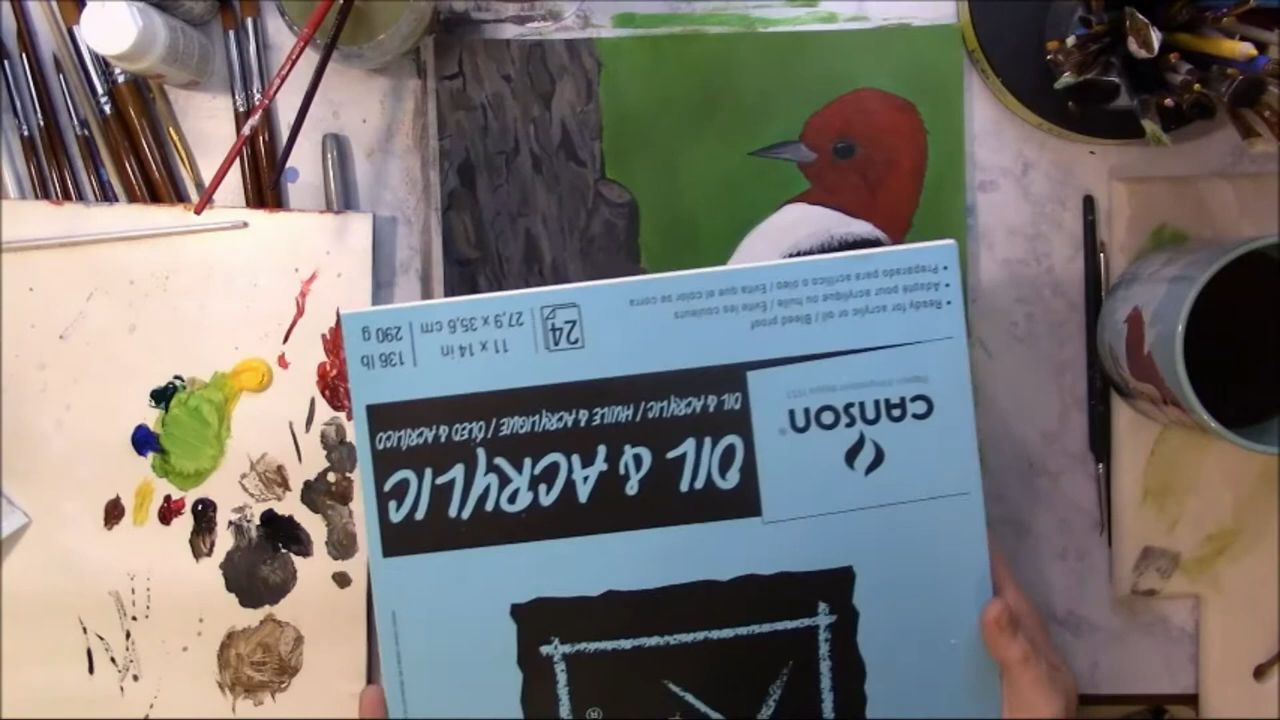 CANSON®
OIL & ACRYLIC
OIL & ACRYLIC / HUILE & ACRYLIQUE / ÓLEO & ACRÍLICO
• Ready for acrylic or oil / Bleed proof
• Adapté pour acrylique ou huile / Évite les couleurs
• Preparado para acrílico o óleo / Evita que el color se corra
24
11 x 14 in
27,9 x 35,6 cm
136 lb
290 g
®